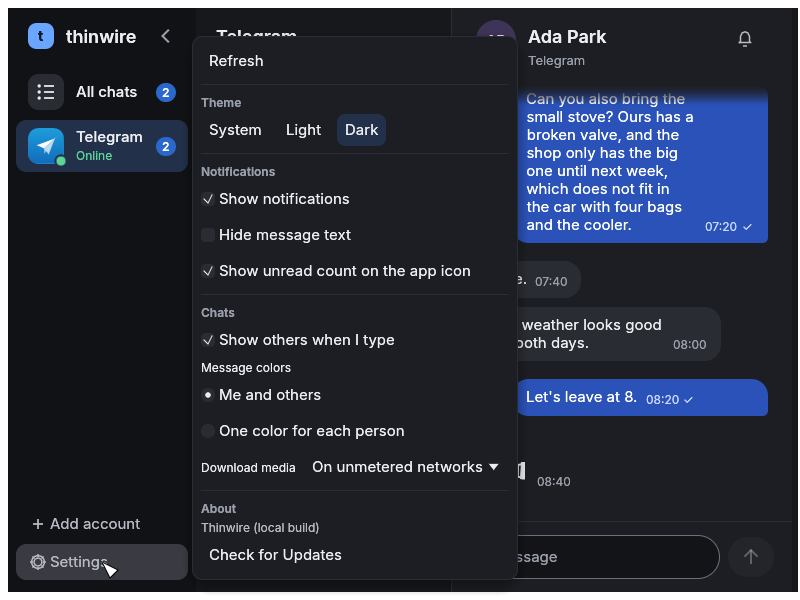 t thinwire
All chats 2
Telegram 2
Online
+ Add account
Settings
Telegram
Refresh
Theme
System Light Dark
Notifications
Show notifications
Hide message text
Show unread count on the app icon
Chats
Show others when I type
Message colors
Me and others
One color for each person
Download media On unmetered networks
About
Thinwire (local build)
Check for Updates
Ada Park
Telegram
Can you also bring the
small stove? Ours has a
broken valve, and the
shop only has the big
one until next week,
which does not fit in
the car with four bags
and the cooler. 07:20
e. 07:40
weather looks good
both days. 08:00
Let's leave at 8. 08:20
08:40